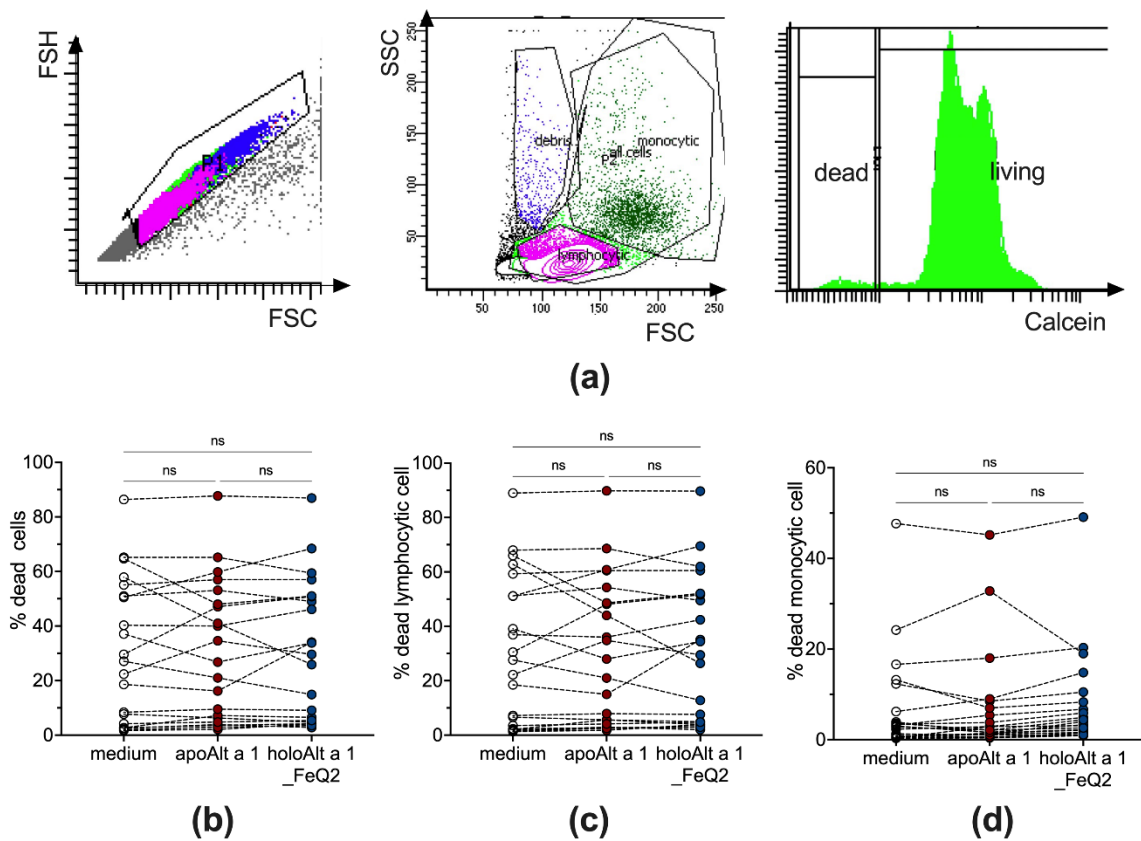 FSH
FSC
SSC
250
200
150
100
50
debris
monocytic
all cells
P2
lymphocytic
50 100 150 200 250
FSC
dead
living
Calcein
(a)
ns
ns ns
% dead cells
100
80
60
40
20
0
medium apoAlt a 1 holoAlt a 1
_FeQ2
(b)
ns
ns ns
% dead lymphocytic cell
100
80
60
40
20
0
medium apoAlt a 1 holoAlt a 1
_FeQ2
(c)
ns
ns ns
% dead monocytic cell
60
40
20
0
medium apoAlt a 1 holoAlt a 1
_FeQ2
(d)